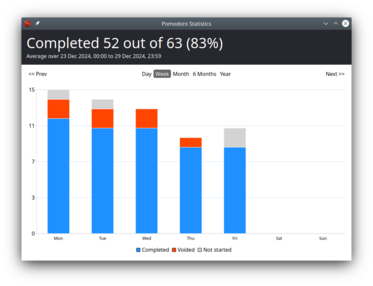 Pomodoro Statistics
Completed 52 out of 63 (83%)
Average over 23 Dec 2024, 00:00 to 29 Dec 2024, 23:59
<< Prev Day Week Month 6 Months Year Next >>
15
11
7
3
0
Mon Tue Wed Thu Fri Sat Sun
Completed Voided Not started